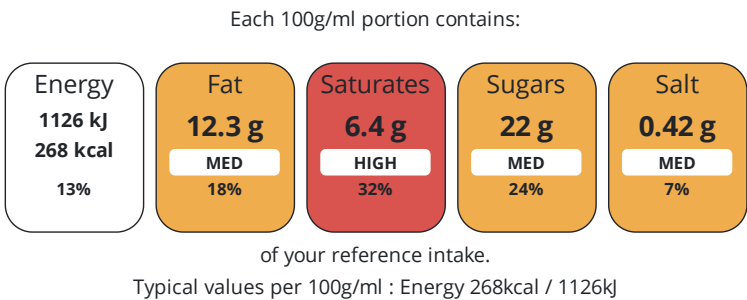 Each 100g/ml portion contains:
Energy
1126 kJ
268 kcal
13%
Fat
12.3 g
MED
18%
Saturates
6.4 g
HIGH
32%
Sugars
22 g
MED
24%
Salt
0.42 g
MED
7%
of your reference intake.
Typical values per 100g/ml : Energy 268kcal / 1126kJ